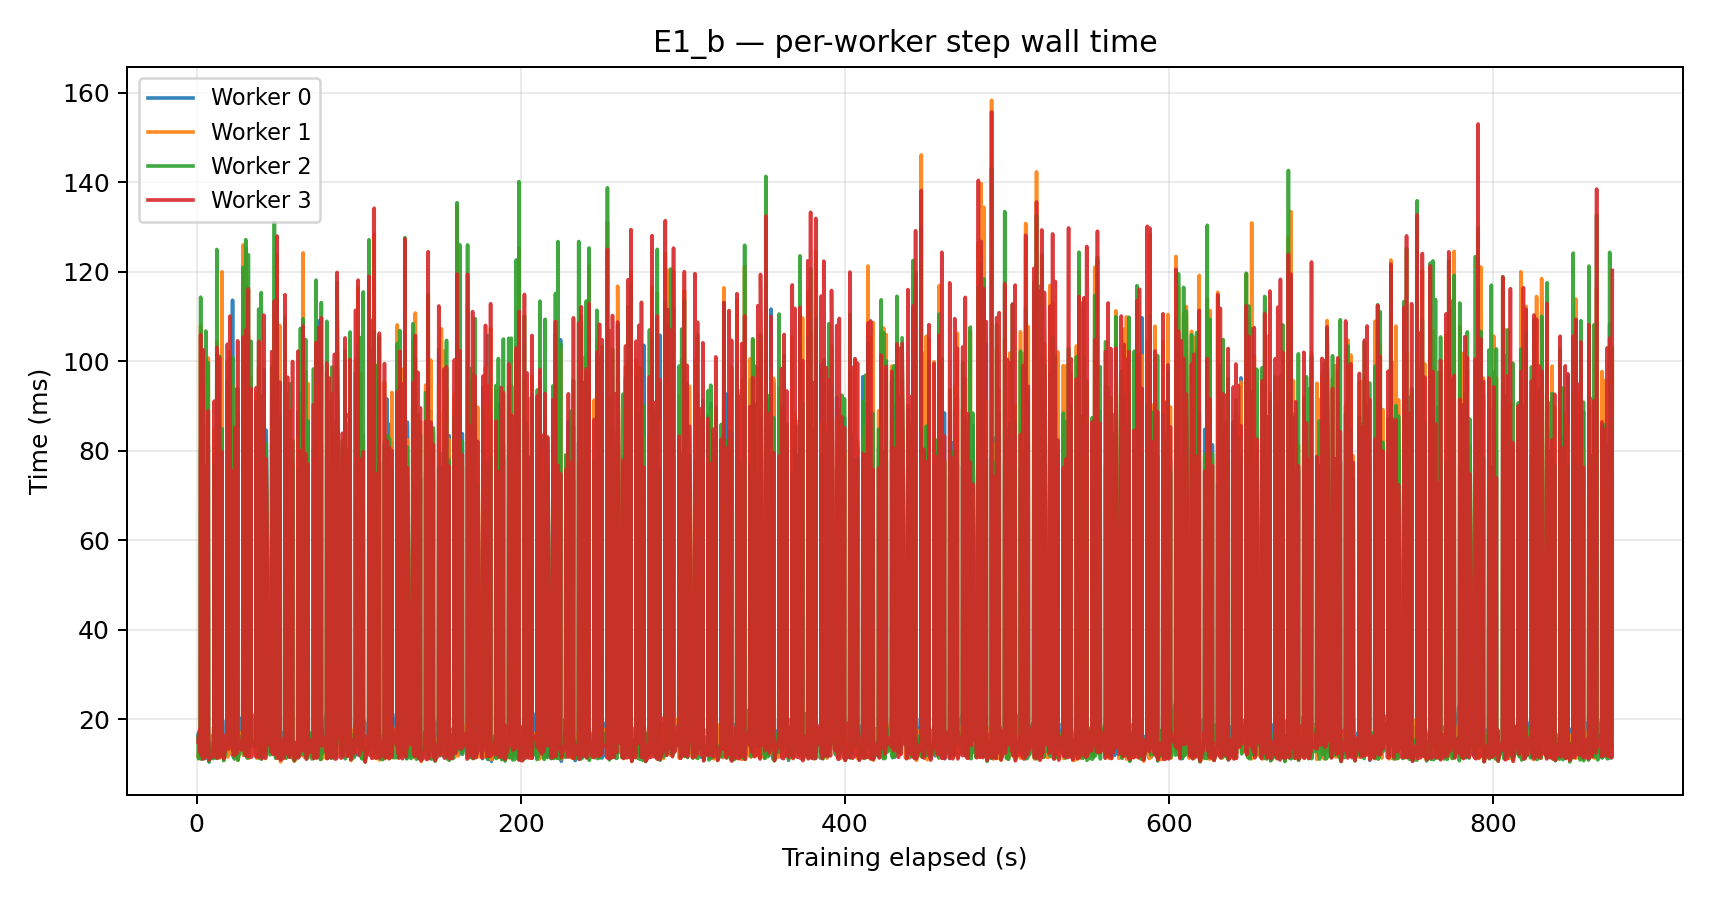 E1_b — per-worker step wall time
Worker 0
Worker 1
Worker 2
Worker 3
Time (ms)
160
140
120
100
80
60
40
20
0
200
400
600
800
Training elapsed (s)